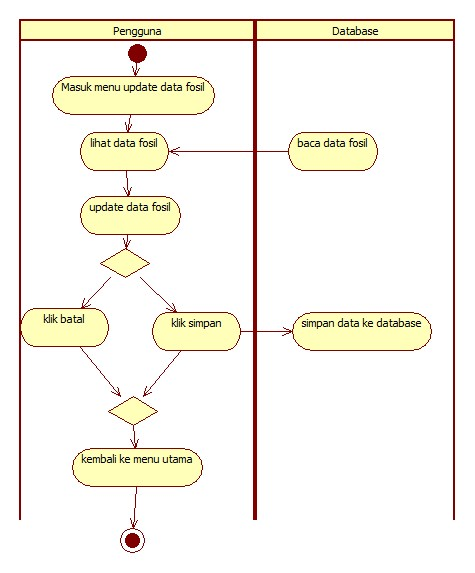 Pengguna
Database
Masuk menu update data fosil
lihat data fosil
baca data fosil
update data fosil
klik batal
klik simpan
simpan data ke database
kembali ke menu utama